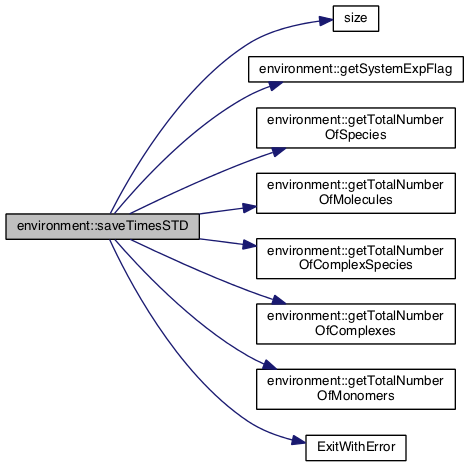 size
environment::getSystemExpFlag
environment::getTotalNumber
OfSpecies
environment::getTotalNumber
OfMolecules
environment::saveTimesSTD
environment::getTotalNumber
OfComplexSpecies
environment::getTotalNumber
OfComplexes
environment::getTotalNumber
OfMonomers
ExitWithError